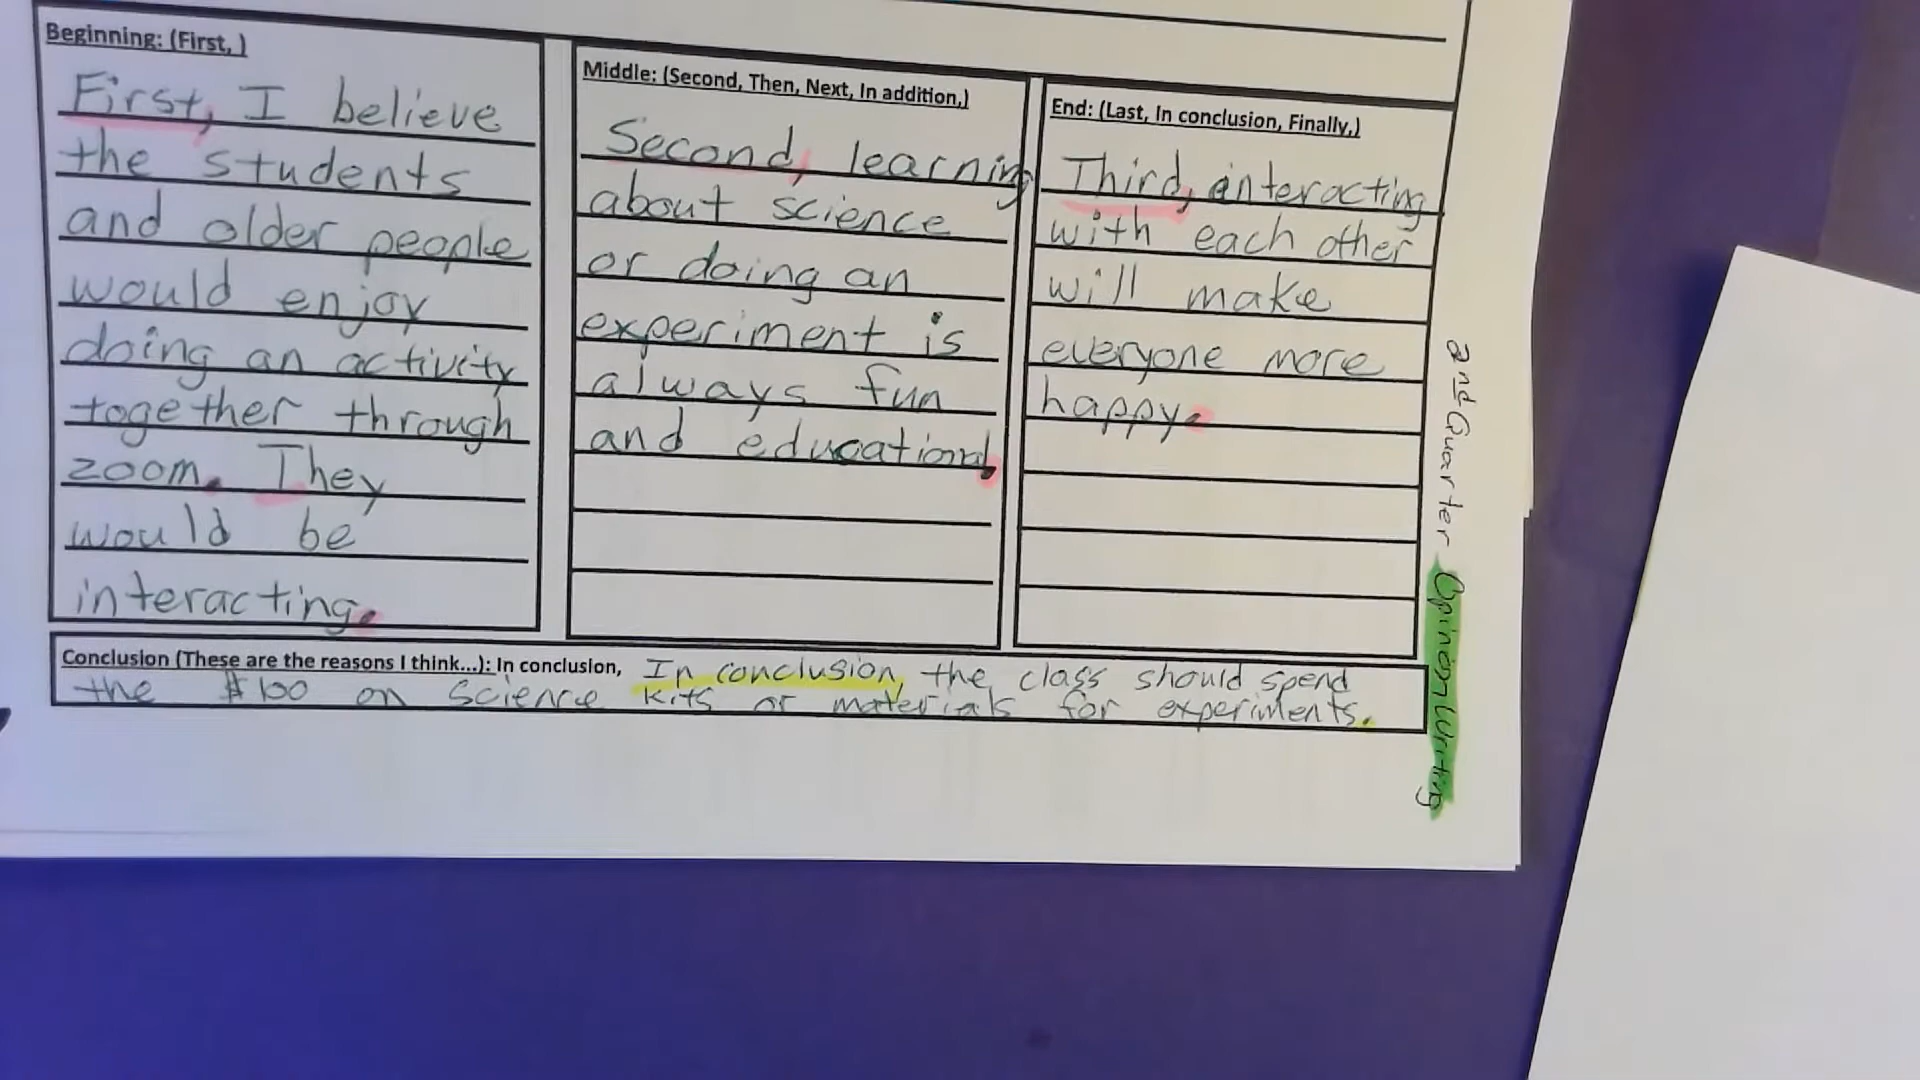 Beginning: (First, )
First, I believe
the students
and older people
would enjoy
doing an activity
together through
zoom. They
would be
interacting.
Middle: (Second, Then, Next, In addition,)
Second, learning
about science
or doing an
experiment is
always fun
and educational.
End: (Last, In conclusion, Finally,)
Third, interacting
with each other
will make
everyone more
happy.
Conclusion (These are the reasons I think...): In conclusion, In conclusion, the class should spend
the $100 on science kits or materials for experiments.
2nd Quarter Opinion Writing